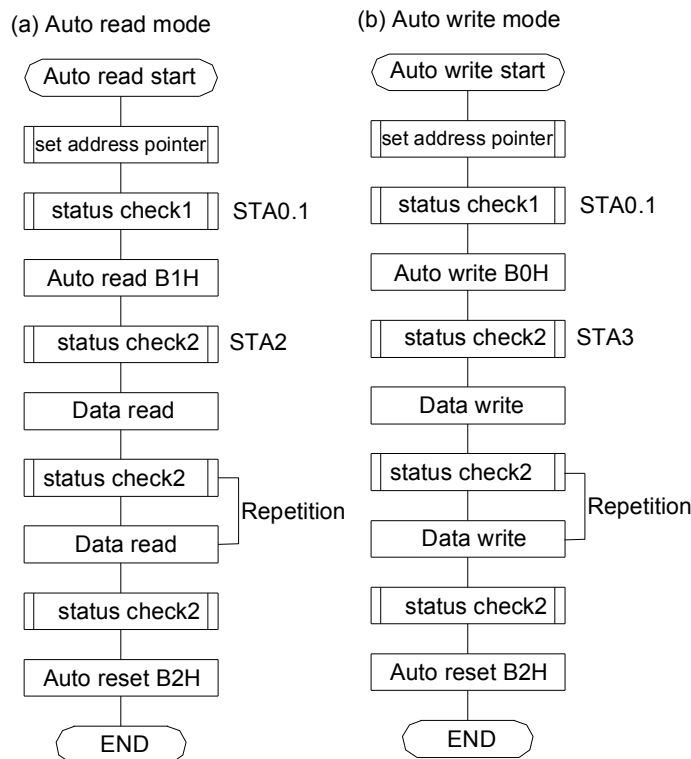 (a) Auto read mode
Auto read start
set address pointer
status check1
STA0.1
Auto read B1H
status check2
STA2
Data read
status check2
Repetition
Data read
status check2
Auto reset B2H
END
(b) Auto write mode
Auto write start
set address pointer
status check1
STA0.1
Auto write B0H
status check2
STA3
Data write
status check2
Repetition
Data write
status check2
Auto reset B2H
END